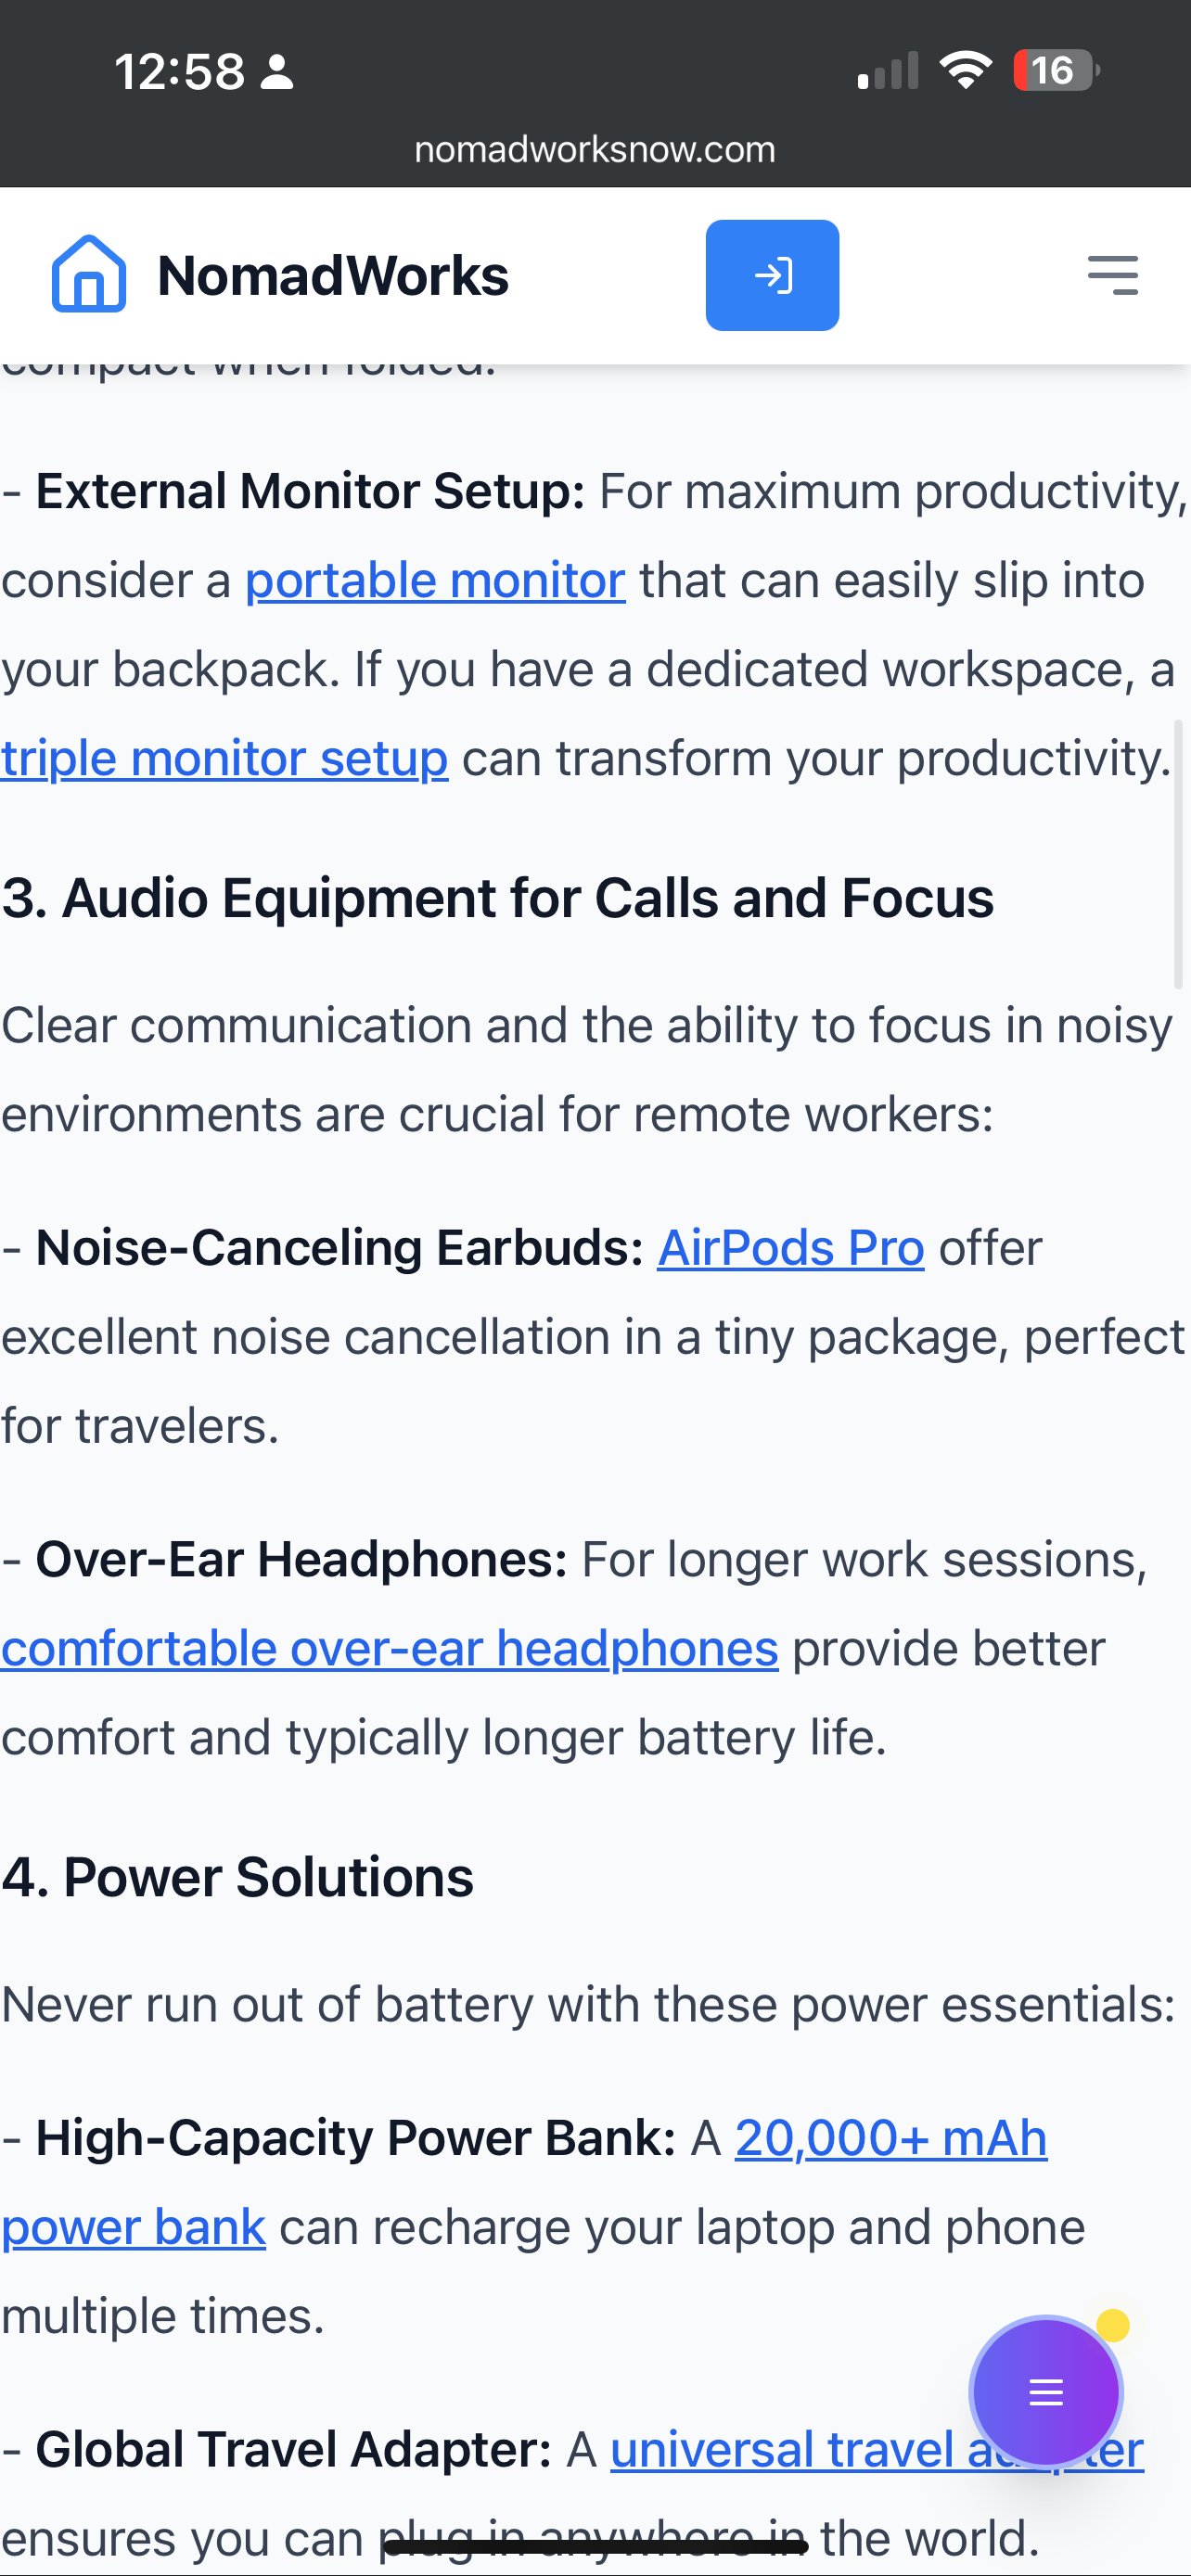 12:58
16
nomadworksnow.com
NomadWorks
compact when folded.
- External Monitor Setup: For maximum productivity,
consider a portable monitor that can easily slip into
your backpack. If you have a dedicated workspace, a
triple monitor setup can transform your productivity.
3. Audio Equipment for Calls and Focus
Clear communication and the ability to focus in noisy
environments are crucial for remote workers:
- Noise-Canceling Earbuds: AirPods Pro offer
excellent noise cancellation in a tiny package, perfect
for travelers.
- Over-Ear Headphones: For longer work sessions,
comfortable over-ear headphones provide better
comfort and typically longer battery life.
4. Power Solutions
Never run out of battery with these power essentials:
- High-Capacity Power Bank: A 20,000+ mAh
power bank can recharge your laptop and phone
multiple times.
- Global Travel Adapter: A universal travel adapter
ensures you can plug in anywhere in the world.